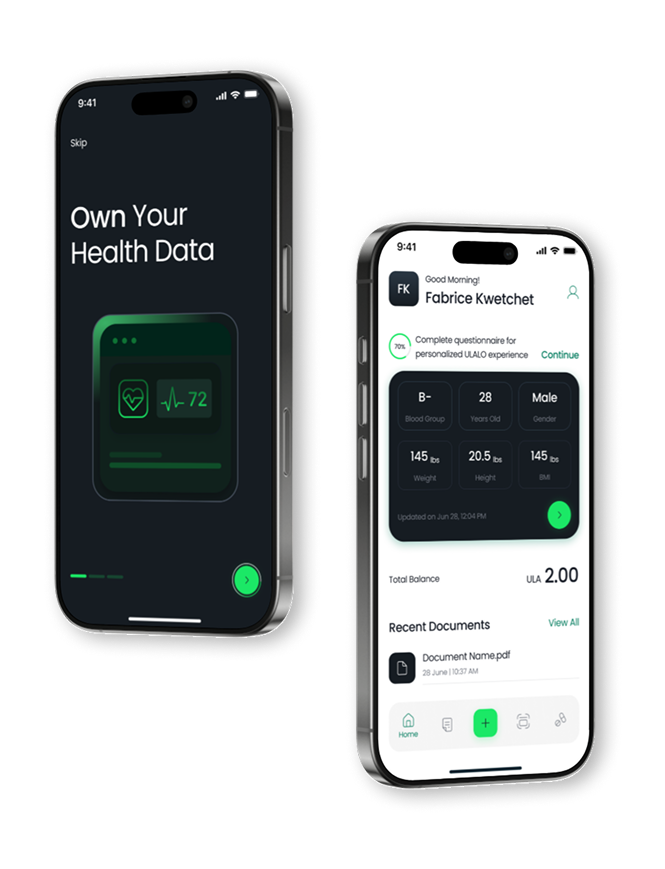 9:41
Skip
Own Your
Health Data
72
9:41
FK
Good Morning!
Fabrice Kwetchet
70%
Complete questionnaire for
personalized ULALO experience
Continue
B-
28
Male
Blood Group
Years Old
Gender
145 lbs
20.5 lbs
145 lbs
Weight
Height
BMI
Updated on Jun 28, 12:04 PM
Total Balance
ULA 2.00
Recent Documents
View All
Document Name.pdf
28 June | 10:37 AM
Home